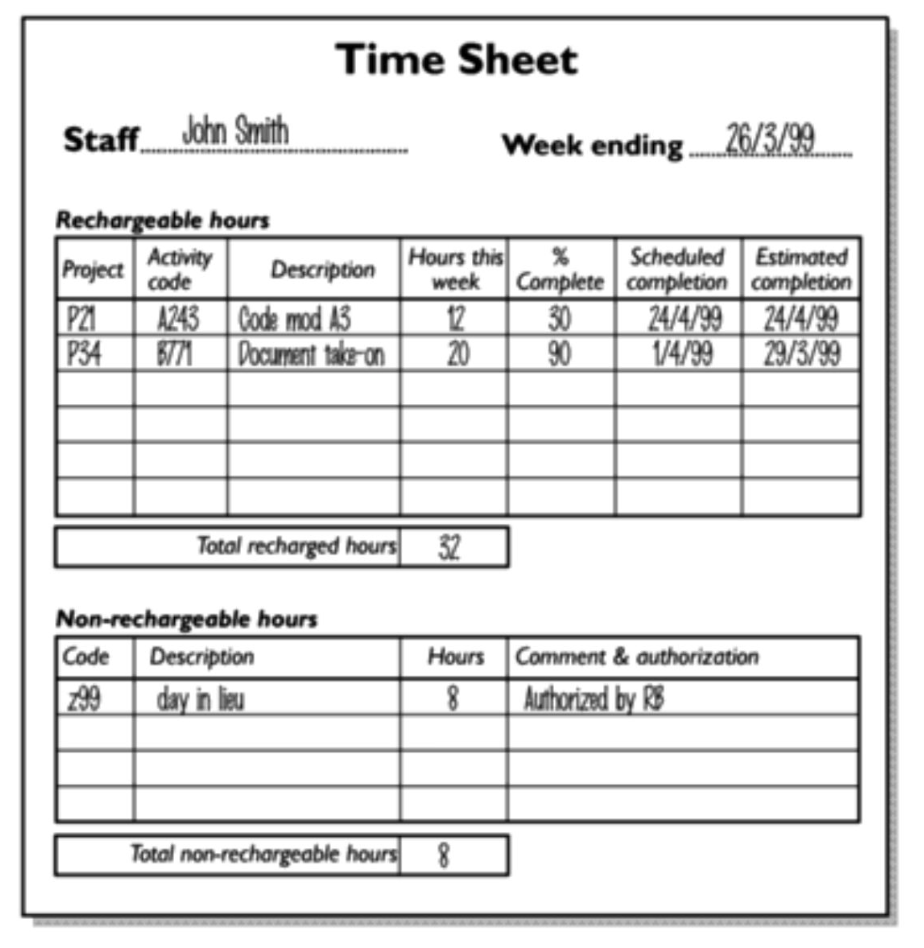 Time Sheet
Staff John Smith Week ending 26/3/99
Rechargeable hours
Project Activity code Description Hours this week % Complete Scheduled completion Estimated completion
P21 A243 Code mod A3 12 30 24/4/99 24/4/99
P34 B771 Document take-on 20 90 1/4/99 29/3/99
Total recharged hours 32
Non-rechargeable hours
Code Description Hours Comment & authorization
z99 day in lieu 8 Authorized by RB
Total non-rechargeable hours 8